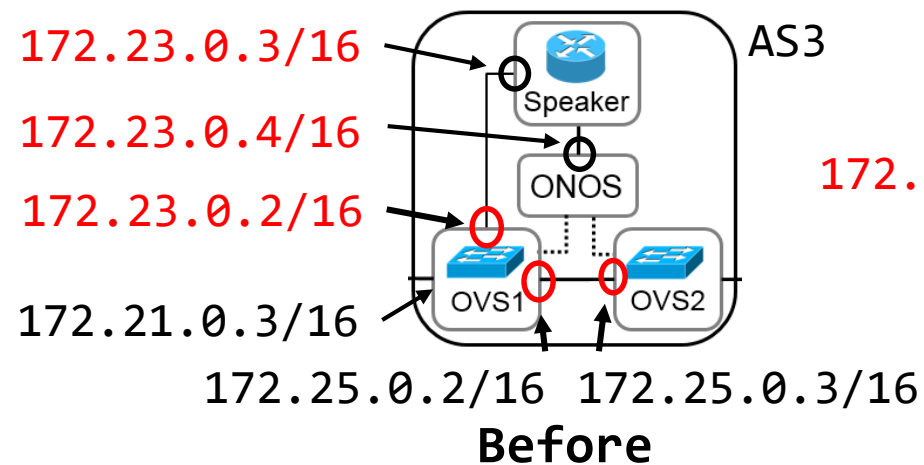 172.23.0.3/16
AS3
Speaker
172.23.0.4/16
ONOS
172.
172.23.0.2/16
OVS1
OVS2
172.21.0.3/16
172.25.0.2/16 172.25.0.3/16
Before